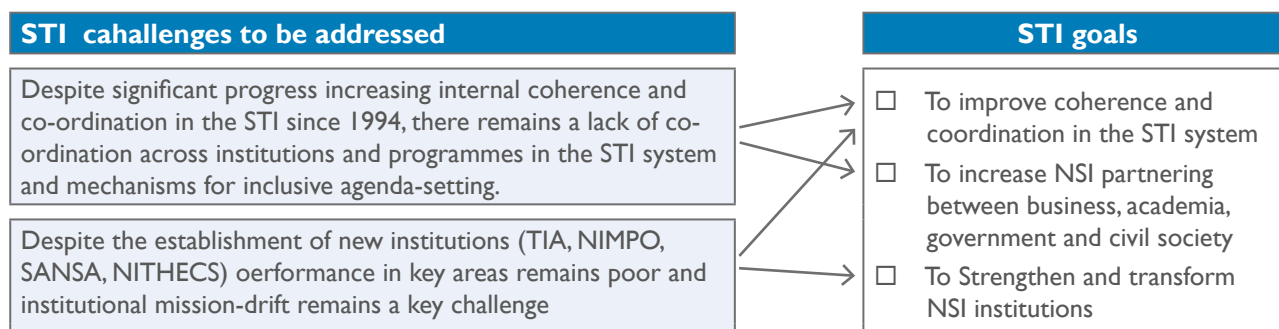 STI cahallenges to be addressed
Despite significant progress increasing internal coherence and
co-ordination in the STI since 1994, there remains a lack of co-
ordination across institutions and programmes in the STI system
and mechanisms for inclusive agenda-setting.
Despite the establishment of new institutions (TIA, NIMPO,
SANSA, NITHECS) oerformance in key areas remains poor and
institutional mission-drift remains a key challenge
STI goals
☐ To improve coherence and
coordination in the STI system
☐ To increase NSI partnering
between business, academia,
government and civil society
☐ To Strengthen and transform
NSI institutions